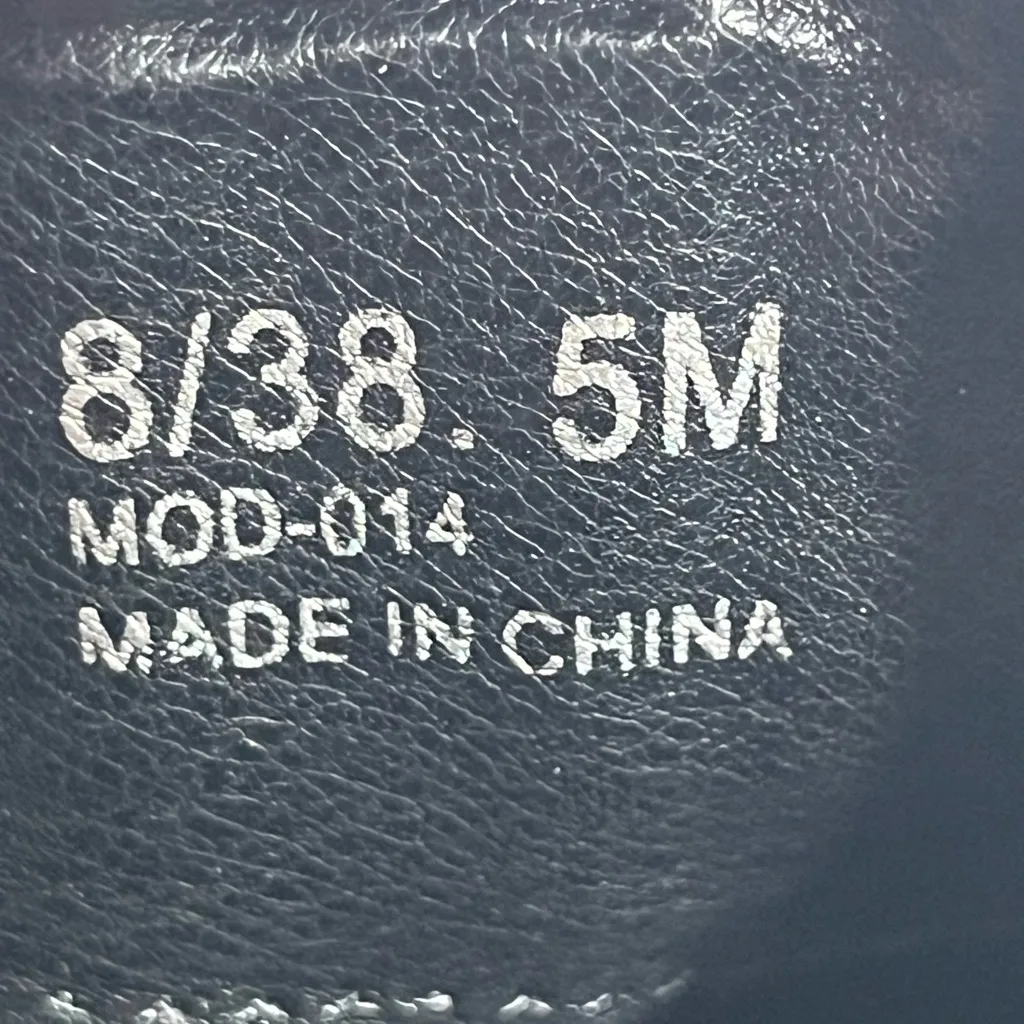 8/38. 5M
MOD-014
MADE IN CHINA